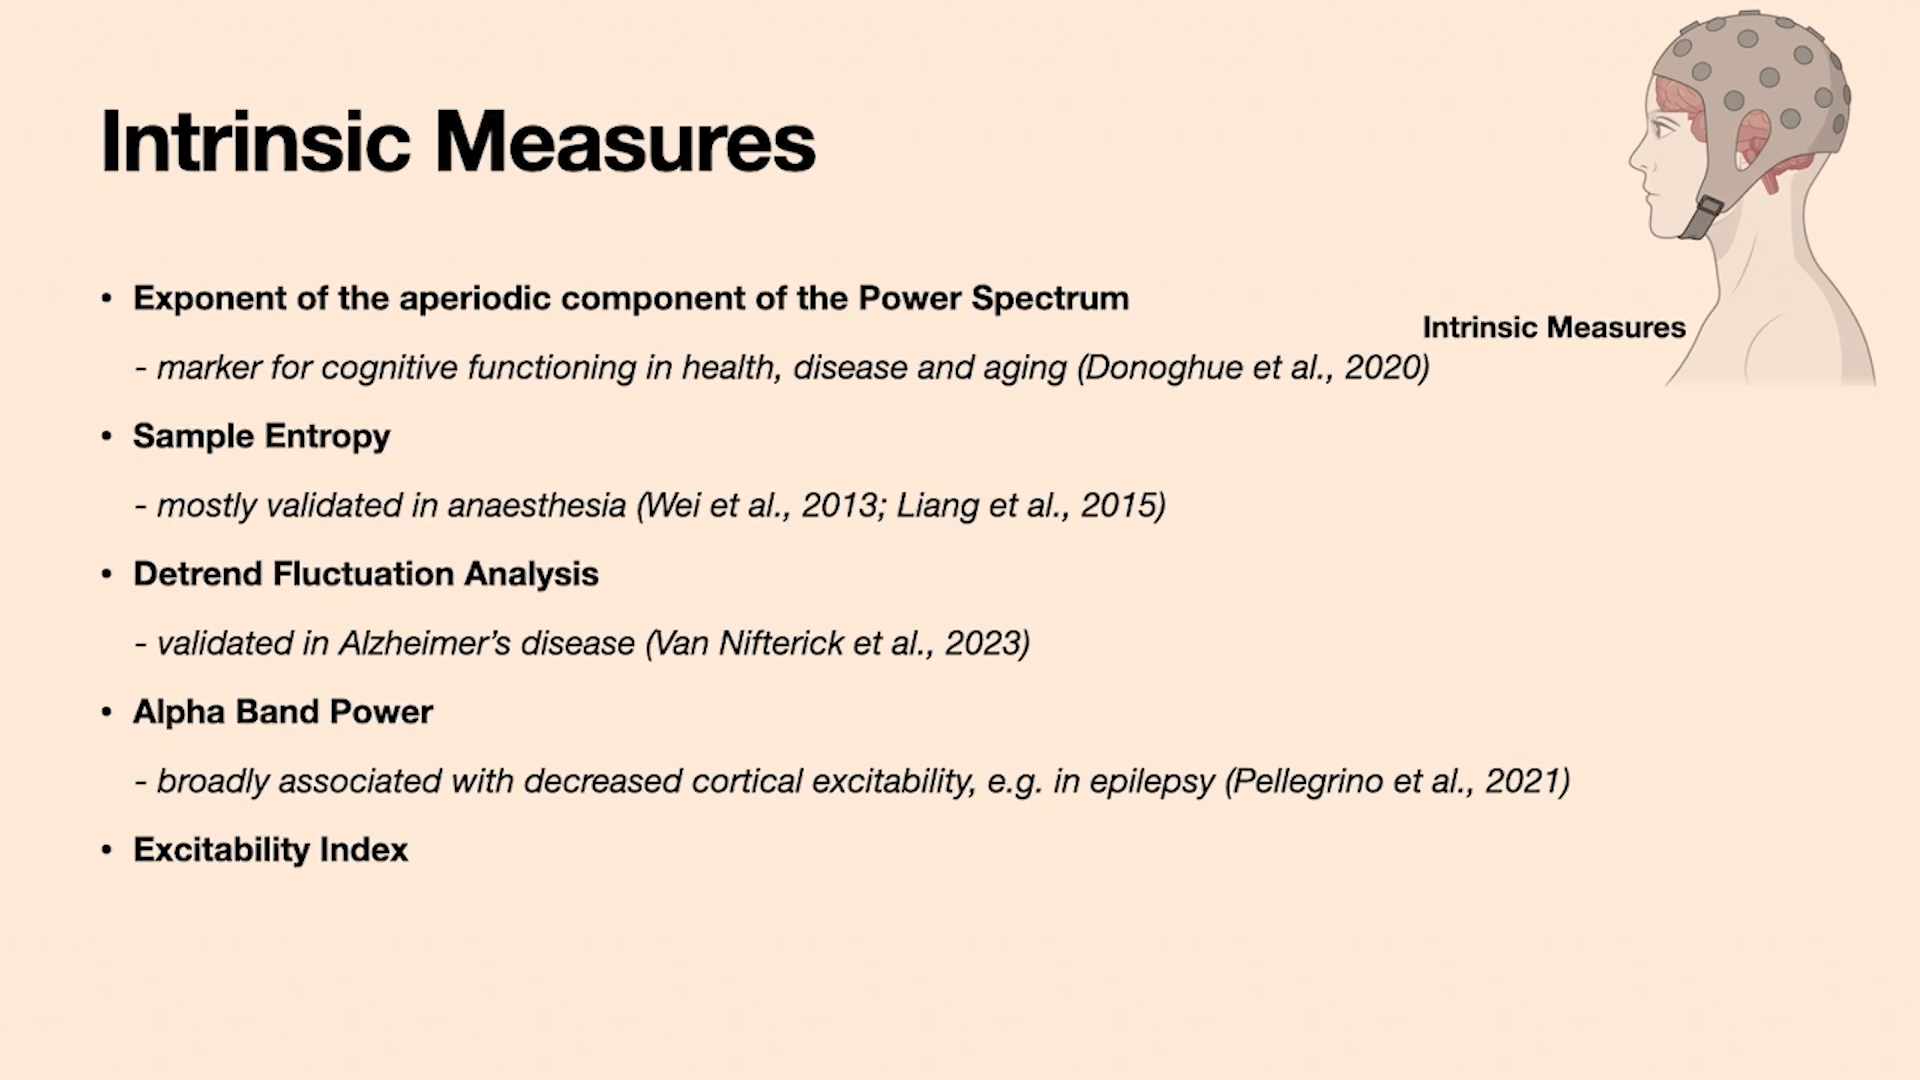 Intrinsic Measures
• Exponent of the aperiodic component of the Power Spectrum
Intrinsic Measures
- marker for cognitive functioning in health, disease and aging (Donoghue et al., 2020)
• Sample Entropy
- mostly validated in anaesthesia (Wei et al., 2013; Liang et al., 2015)
• Detrend Fluctuation Analysis
- validated in Alzheimer’s disease (Van Nifterick et al., 2023)
• Alpha Band Power
- broadly associated with decreased cortical excitability, e.g. in epilepsy (Pellegrino et al., 2021)
• Excitability Index